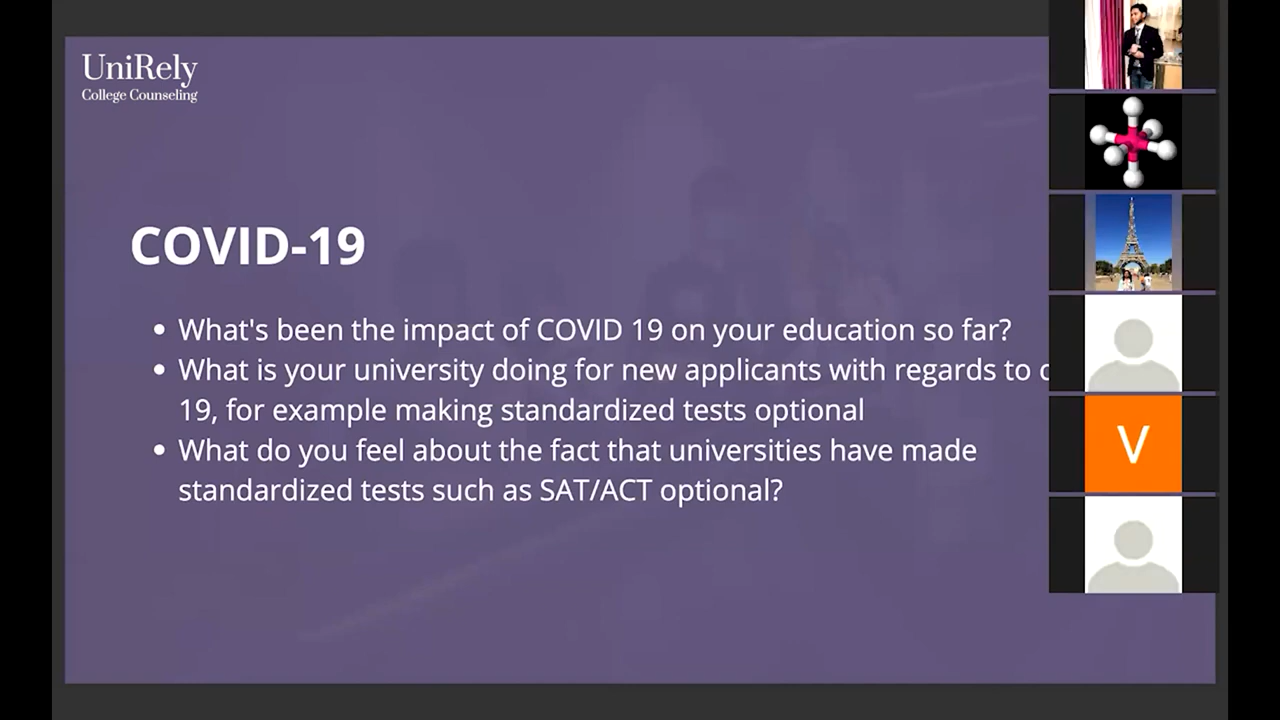 UniRely
College Counseling
COVID-19
• What's been the impact of COVID 19 on your education so far?
• What is your university doing for new applicants with regards to
19, for example making standardized tests optional
• What do you feel about the fact that universities have made
standardized tests such as SAT/ACT optional?
V